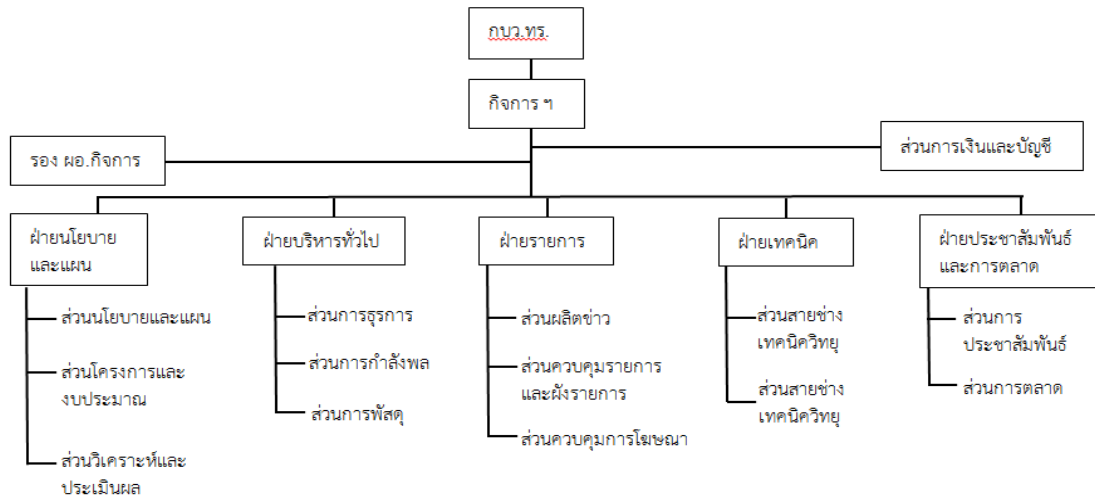 กบว.ทร.
กิจการ ฯ
รอง ผอ.กิจการ
ส่วนการเงินและบัญชี
ฝ่ายนโยบาย
และแผน
ส่วนนโยบายและแผน
ส่วนโครงการและ
งบประมาณ
ส่วนวิเคราะห์และ
ประเมินผล
ฝ่ายบริหารทั่วไป
ส่วนการธุรการ
ส่วนการกำลังพล
ส่วนการพัสดุ
ฝ่ายรายการ
ส่วนผลิตข่าว
ส่วนควบคุมรายการ
และผังรายการ
ส่วนควบคุมการโฆษณา
ฝ่ายเทคนิค
ส่วนสายช่าง
เทคนิควิทยุ
ส่วนสายช่าง
เทคนิควิทยุ
ฝ่ายประชาสัมพันธ์
และการตลาด
ส่วนการ
ประชาสัมพันธ์
ส่วนการตลาด